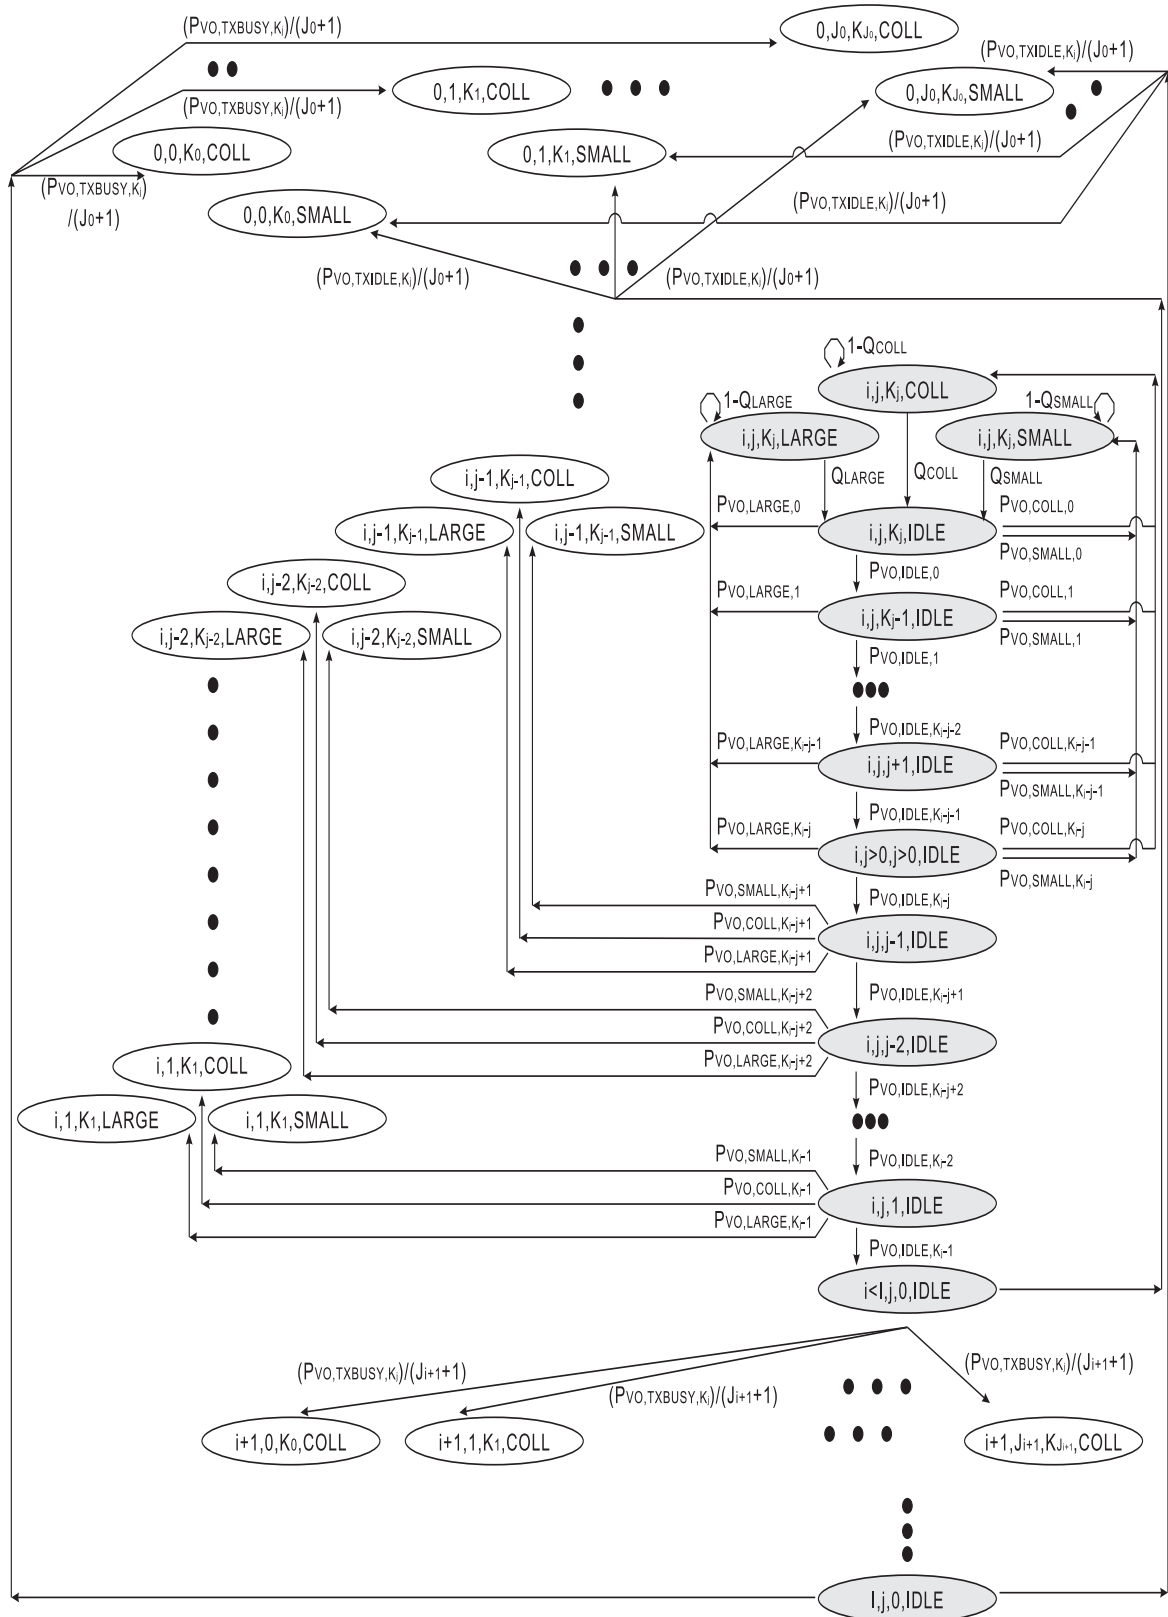 (PVO,TXBUSY,Kj)/(J0+1)
0,J0,KJ0,COLL
(PVO,TXIDLE,Kj)/(J0+1)
0,1,K1,COLL
0,J0,KJ0,SMALL
(PVO,TXBUSY,Kj)/(J0+1)
(PVO,TXIDLE,Kj)/(J0+1)
0,0,K0,COLL
0,1,K1,SMALL
(PVO,TXBUSY,Kj)
/(J0+1)
(PVO,TXIDLE,Kj)/(J0+1)
0,0,K0,SMALL
(PVO,TXIDLE,Kj)/(J0+1)
(PVO,TXIDLE,Kj)/(J0+1)
1-QCOLL
i,j,Kj,COLL
1-QLARGE
1-QSMALL
i,j,Kj,LARGE
i,j,Kj,SMALL
QLARGE
QCOLL
QSMALL
i,j-1,Kj-1,COLL
PVO,LARGE,0
PVO,COLL,0
i,j-1,Kj-1,LARGE
i,j-1,Kj-1,SMALL
i,j,Kj,IDLE
PVO,SMALL,0
PVO,IDLE,0
i,j-2,Kj-2,COLL
PVO,LARGE,1
PVO,COLL,1
i,j,Kj-1,IDLE
i,j-2,Kj-2,LARGE
i,j-2,Kj-2,SMALL
PVO,SMALL,1
PVO,IDLE,1
PVO,IDLE,Kj-j-2
PVO,LARGE,Kj-j-1
PVO,COLL,Kj-j-1
i,j,j+1,IDLE
PVO,SMALL,Kj-j-1
PVO,IDLE,Kj-j-1
PVO,LARGE,Kj-j
PVO,COLL,Kj-j
i,j>0,j>0,IDLE
PVO,SMALL,Kj-j
PVO,SMALL,Kj-j+1
PVO,IDLE,Kj-j
PVO,COLL,Kj-j+1
i,j,j-1,IDLE
PVO,LARGE,Kj-j+1
PVO,SMALL,Kj-j+2
PVO,IDLE,Kj-j+1
PVO,COLL,Kj-j+2
i,j,j-2,IDLE
PVO,LARGE,Kj-j+2
i,1,K1,COLL
PVO,IDLE,Kj-j+2
i,1,K1,LARGE
i,1,K1,SMALL
PVO,SMALL,Kj-1
PVO,IDLE,Kj-2
PVO,COLL,Kj-1
i,j,1,IDLE
PVO,LARGE,Kj-1
PVO,IDLE,Kj-1
i<I,j,0,IDLE
(PVO,TXBUSY,Kj)/(Ji+1+1)
(PVO,TXBUSY,Kj)/(Ji+1+1)
(PVO,TXBUSY,Kj)/(Ji+1+1)
i+1,0,K0,COLL
i+1,1,K1,COLL
i+1,Ji+1,KJi+1,COLL
I,j,0,IDLE